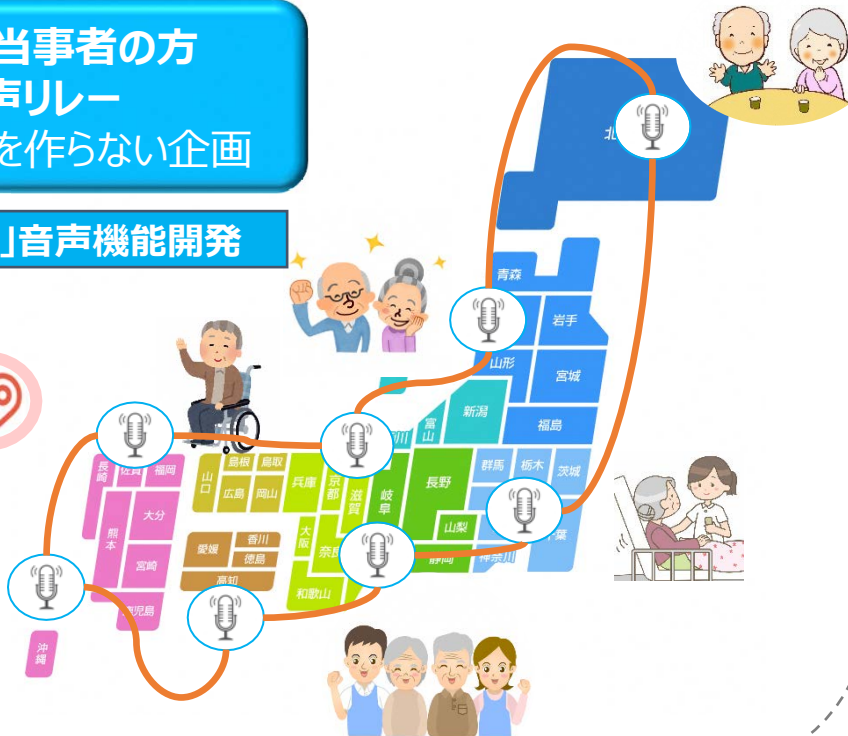 当事者の方
声リレー
を作らない企画
」音声機能開発
北
青森
岩手
山形
宮城
新潟
福島
富山
川
群馬
栃木
茨城
長野
岐阜
山梨
静岡
神奈川
千葉
長崎
佐賀
福岡
熊本
大分
宮崎
鹿児島
沖縄
山口
島根
鳥取
広島
岡山
兵庫
京都
滋賀
大阪
奈良
和歌山
愛媛
香川
徳島
高知